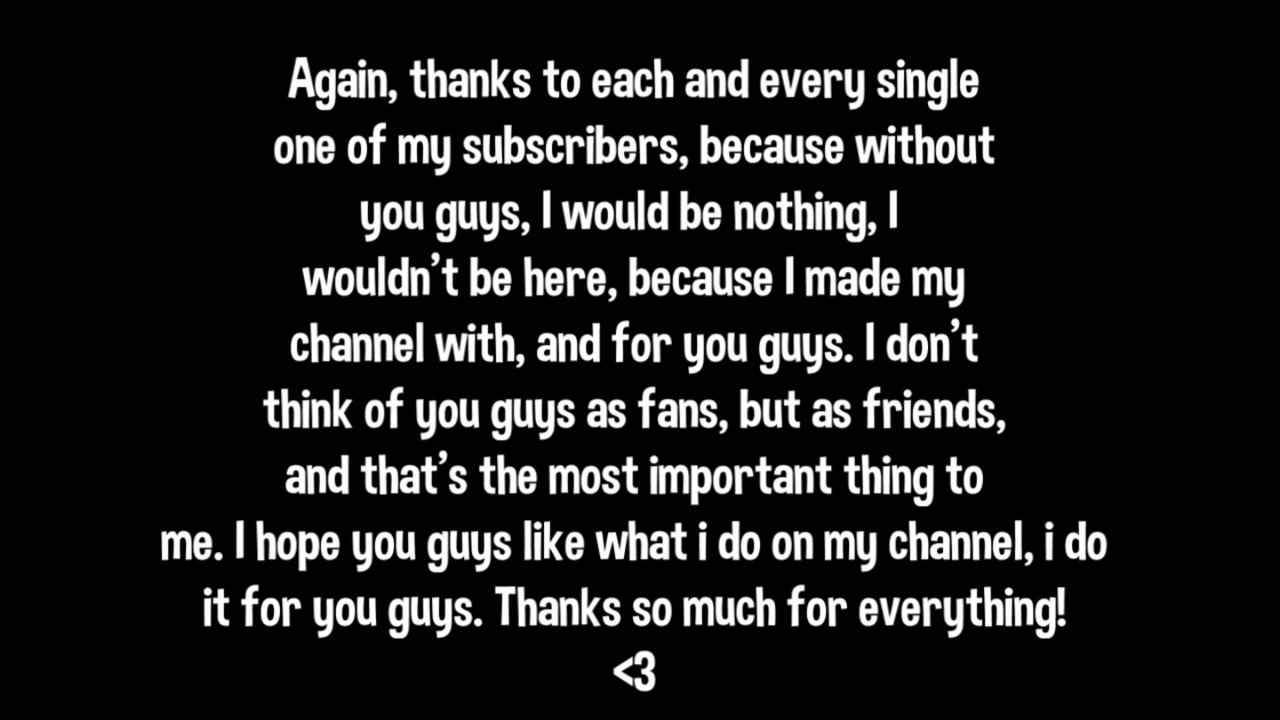 Again, thanks to each and every single
one of my subscribers, because without
you guys, I would be nothing, I
wouldn’t be here, because I made my
channel with, and for you guys. I don’t
think of you guys as fans, but as friends,
and that’s the most important thing to
me. I hope you guys like what i do on my channel, i do
it for you guys. Thanks so much for everything!
<3